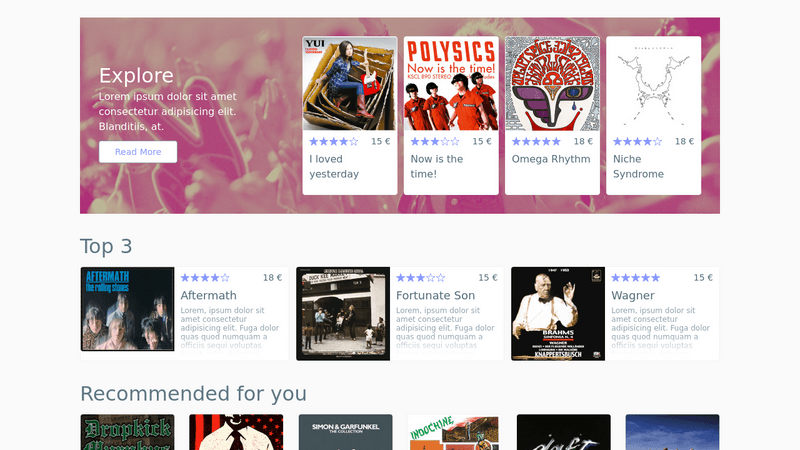 Explore
Lorem ipsum dolor sit amet
consectetur adipisicing elit.
Blanditiis, at.
Read More
YUI
15 €
I loved
yesterday
POLYSICS
Now is the time!
15 €
Now is the
time!
18 €
Omega Rhythm
18 €
Niche
Syndrome
Top 3
AFTERMATH
the rolling stones
18 €
Aftermath
Lorem, ipsum dolor sit
amet consectetur
adipisicing elit. Fuga dolor
quas quod numquam a
officiis sequi voluptas
15 €
Fortunate Son
Lorem, ipsum dolor sit
amet consectetur
adipisicing elit. Fuga dolor
quas quod numquam a
officiis sequi voluptas
BRAHMS
SINFONIA N. 4
WAGNER
KNAPPERTSBUSCH
15 €
Wagner
Lorem, ipsum dolor sit
amet consectetur
adipisicing elit. Fuga dolor
quas quod numquam a
officiis sequi voluptas
Recommended for you
Dropkick
SIMON & GARFUNKEL
THE COLLECTION
INDOCHINE
daft